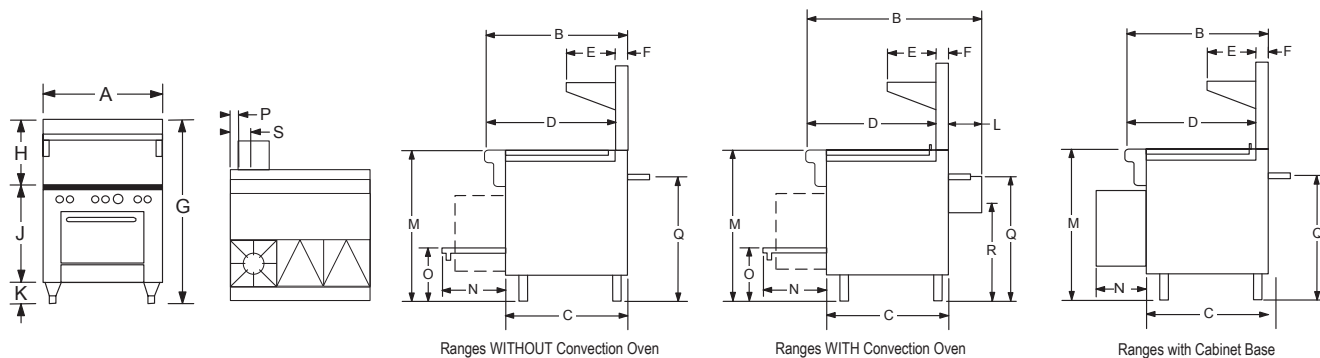 A
H
J
K
G
P
S
B
E
F
D
M
O
N
Q
C
Ranges WITHOUT Convection Oven
B
E
F
D
L
M
O
N
R
Q
C
Ranges WITH Convection Oven
B
E
F
D
M
N
Q
C
Ranges with Cabinet Base